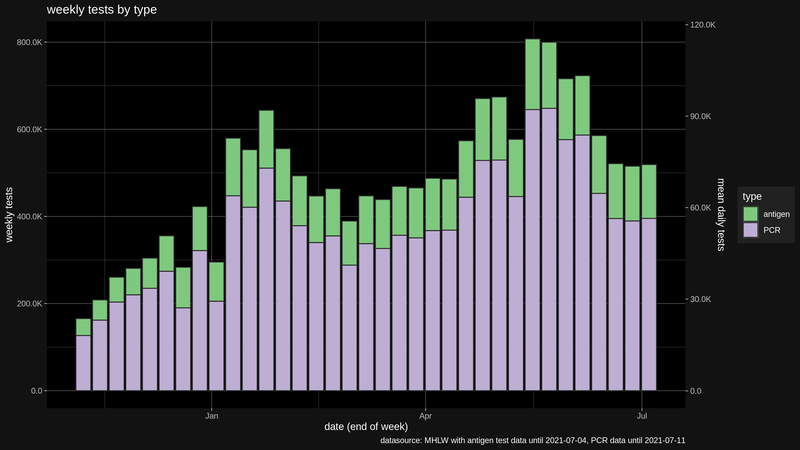 weekly tests by type
800.0K
600.0K
400.0K
200.0K
0.0
weekly tests
120.0K
90.0K
60.0K
30.0K
0.0
mean daily tests
Jan
Apr
Jul
date (end of week)
type
antigen
PCR
datasource: MHLW with antigen test data until 2021-07-04, PCR data until 2021-07-11